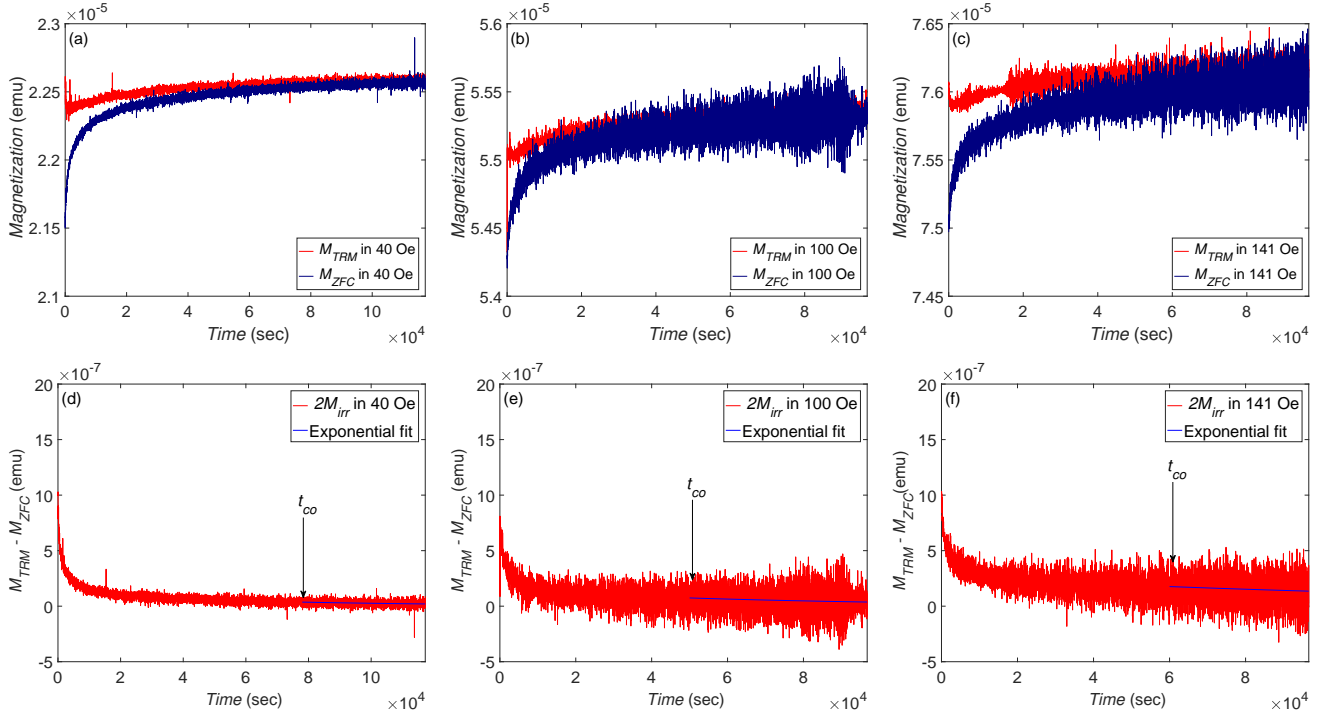 ×10⁻⁵
(a)
2.3
2.25
2.2
2.15
2.1
Magnetization (emu)
M_TRM in 40 Oe
M_ZFC in 40 Oe
0 2 4 6 8 10
Time (sec)
×10⁴
×10⁻⁵
(b)
5.6
5.55
5.5
5.45
5.4
Magnetization (emu)
M_TRM in 100 Oe
M_ZFC in 100 Oe
0 2 4 6 8
Time (sec)
×10⁴
×10⁻⁵
(c)
7.65
7.6
7.55
7.5
7.45
Magnetization (emu)
M_TRM in 141 Oe
M_ZFC in 141 Oe
0 2 4 6 8
Time (sec)
×10⁴
×10⁻⁷
(d)
20
15
10
5
0
-5
M_TRM - M_ZFC (emu)
2M_irr in 40 Oe
Exponential fit
t_co
0 2 4 6 8 10
Time (sec)
×10⁴
×10⁻⁷
(e)
20
15
10
5
0
-5
M_TRM - M_ZFC (emu)
2M_irr in 100 Oe
Exponential fit
t_co
0 2 4 6 8
Time (sec)
×10⁴
×10⁻⁷
(f)
20
15
10
5
0
-5
M_TRM - M_ZFC (emu)
2M_irr in 141 Oe
Exponential fit
t_co
0 2 4 6 8
Time (sec)
×10⁴